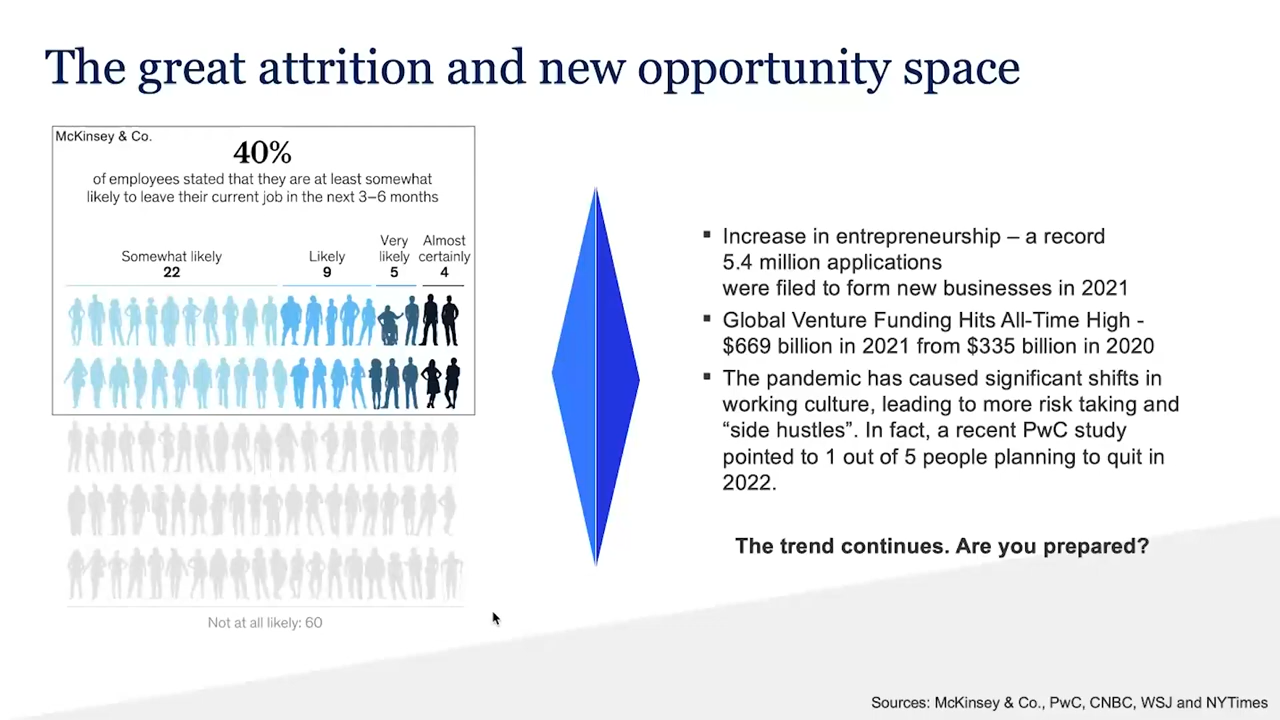 The great attrition and new opportunity space
McKinsey & Co.
40%
of employees stated that they are at least somewhat
likely to leave their current job in the next 3–6 months
Somewhat likely
22
Likely
9
Very
likely
5
Almost
certainly
4
Not at all likely: 60
▪ Increase in entrepreneurship – a record
5.4 million applications
were filed to form new businesses in 2021
▪ Global Venture Funding Hits All-Time High -
$669 billion in 2021 from $335 billion in 2020
▪ The pandemic has caused significant shifts in
working culture, leading to more risk taking and
“side hustles”. In fact, a recent PwC study
pointed to 1 out of 5 people planning to quit in
2022.
The trend continues. Are you prepared?
Sources: McKinsey & Co., PwC, CNBC, WSJ and NYTimes